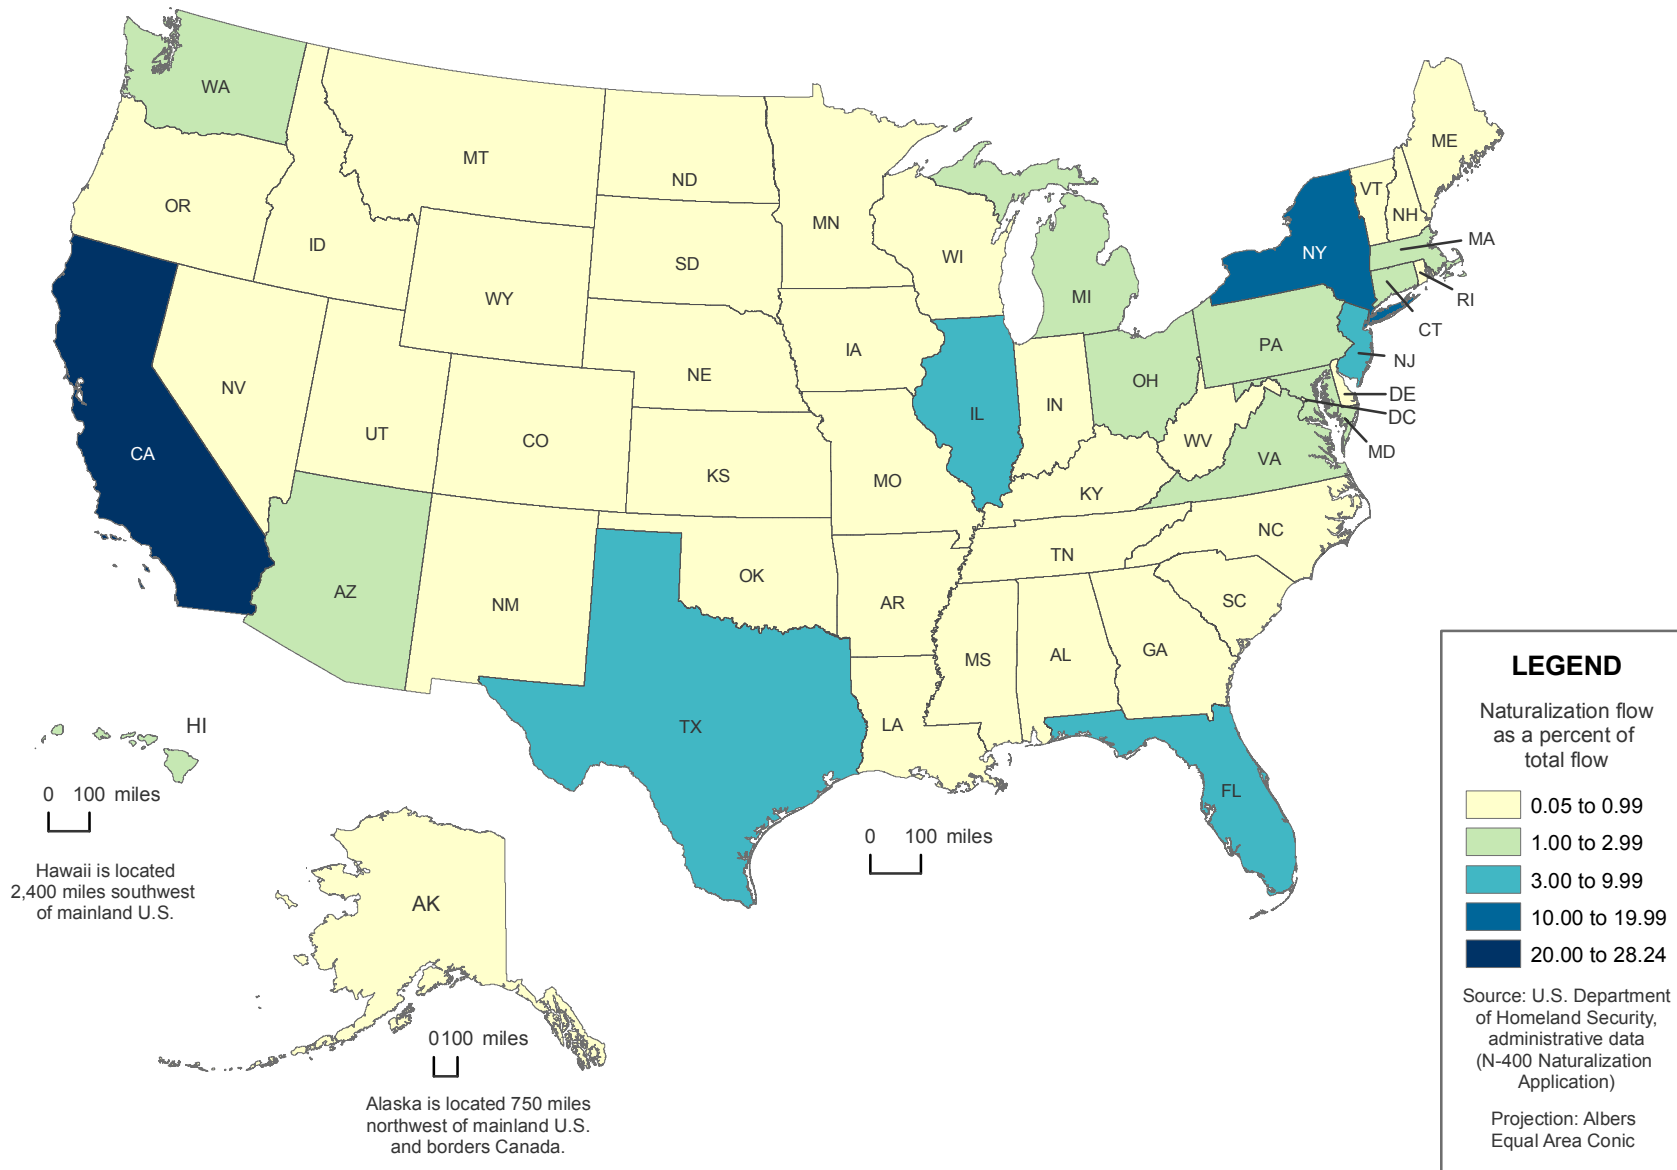 WA
MT
ND
MN
ME
VT
NH
OR
ID
SD
WI
NY
MA
WY
MI
RI
CT
NV
NE
IA
PA
NJ
UT
CO
IL
IN
OH
DE
DC
CA
KS
MO
WV
VA
MD
KY
NC
AZ
NM
OK
AR
TN
SC
MS
AL
GA
TX
LA
FL
HI
AK
0 100 miles
Hawaii is located
2,400 miles southwest
of mainland U.S.
0 100 miles
0 100 miles
Alaska is located 750 miles
northwest of mainland U.S.
and borders Canada.
LEGEND
Naturalization flow
as a percent of
total flow
0.05 to 0.99
1.00 to 2.99
3.00 to 9.99
10.00 to 19.99
20.00 to 28.24
Source: U.S. Department
of Homeland Security,
administrative data
(N-400 Naturalization
Application)
Projection: Albers
Equal Area Conic